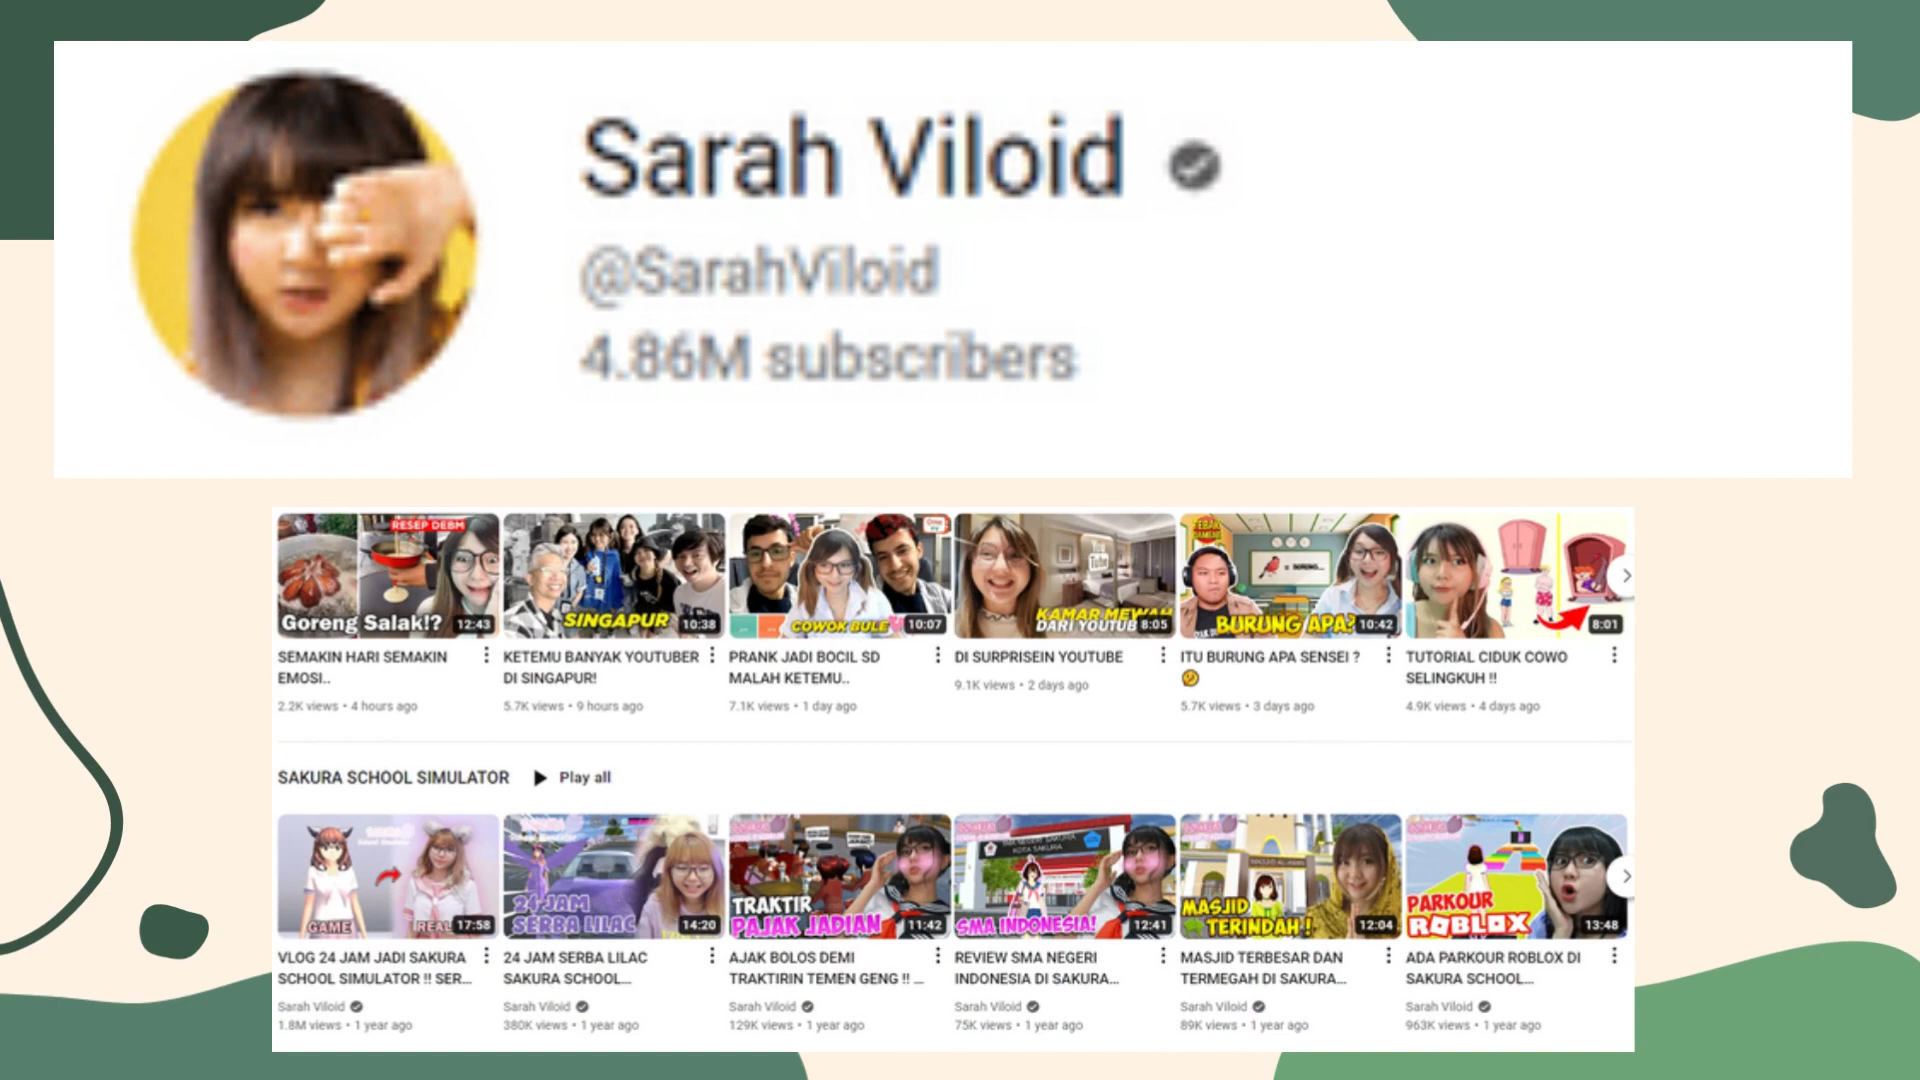 Sarah Viloid
@SarahViloid
4.86M subscribers
RESEP DEBM
Goreng Salak!?
12:43
SINGAPUR
10:38
COWOK BULE
10:07
You
Tube
KAMAR MEWAH
DARI YOUTUB
8:05
TEBAK
GAMBAR
BURUNG APA?
10:42
8:01
SEMAKIN HARI SEMAKIN
EMOSI..
2.2K views • 4 hours ago
KETEMU BANYAK YOUTUBER
DI SINGAPUR!
5.7K views • 9 hours ago
PRANK JADI BOCIL SD
MALAH KETEMU..
7.1K views • 1 day ago
DI SURPRISEIN YOUTUBE
9.1K views • 2 days ago
ITU BURUNG APA SENSEI ?
🤔
5.7K views • 3 days ago
TUTORIAL CIDUK COWO
SELINGKUH !!
4.9K views • 4 days ago
SAKURA SCHOOL SIMULATOR
Play all
GAME
REAL
17:58
24 JAM
SERBA LILAC
14:20
TRAKTIR
PAJAK JADIAN
11:42
KOTA SAKURA
SMA INDONESIA!
12:41
MASJID
TERINDAH !
12:04
PARKOUR
ROBLOX
13:48
VLOG 24 JAM JADI SAKURA
SCHOOL SIMULATOR !! SER...
Sarah Viloid
1.8M views • 1 year ago
24 JAM SERBA LILAC
SAKURA SCHOOL...
Sarah Viloid
380K views • 1 year ago
AJAK BOLOS DEMI
TRAKTIRIN TEMEN GENG !! ...
Sarah Viloid
129K views • 1 year ago
REVIEW SMA NEGERI
INDONESIA DI SAKURA...
Sarah Viloid
75K views • 1 year ago
MASJID TERBESAR DAN
TERMEGAH DI SAKURA...
Sarah Viloid
89K views • 1 year ago
ADA PARKOUR ROBLOX DI
SAKURA SCHOOL...
Sarah Viloid
963K views • 1 year ago